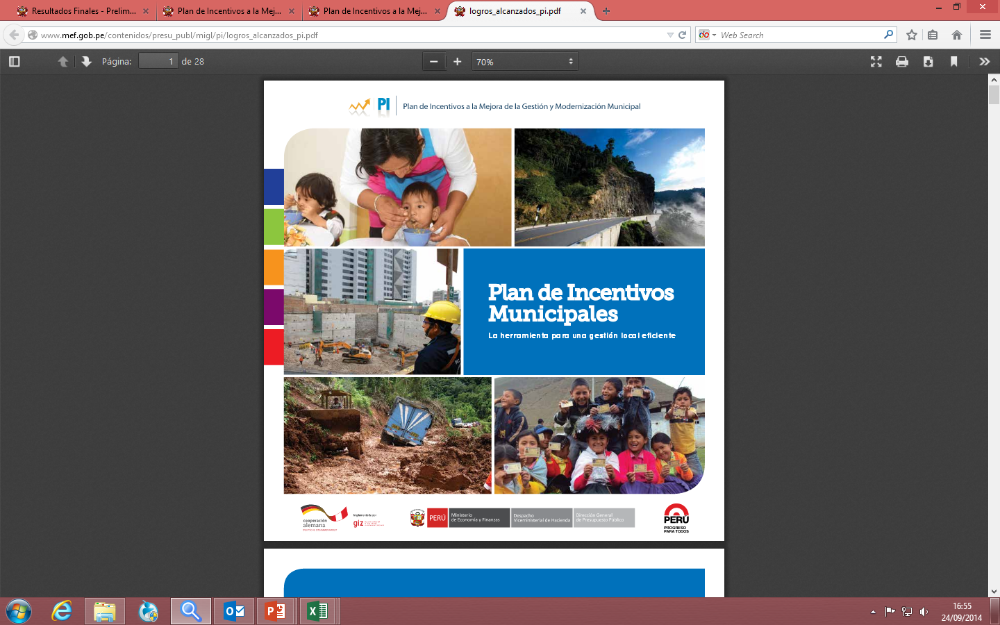 Resultados Finales - Prelim...
Plan de Incentivos a la Mej...
Plan de Incentivos a la Mej...
logros_alcanzados_pi.pdf
www.mef.gob.pe/contenidos/presu_publ/migl/pi/logros_alcanzados_pi.pdf
Web Search
Página:
1
de 28
70%
PI
Plan de Incentivos a la Mejora de la Gestión y Modernización Municipal
Plan de Incentivos
Municipales
La herramienta para una gestión local eficiente
cooperación
alemana
Implementada por
giz
PERÚ
Ministerio
de Economía y Finanzas
Despacho
Viceministerial de Hacienda
Dirección General
de Presupuesto Público
PERÚ
PROGRESO
PARA TODOS
16:55
24/09/2014